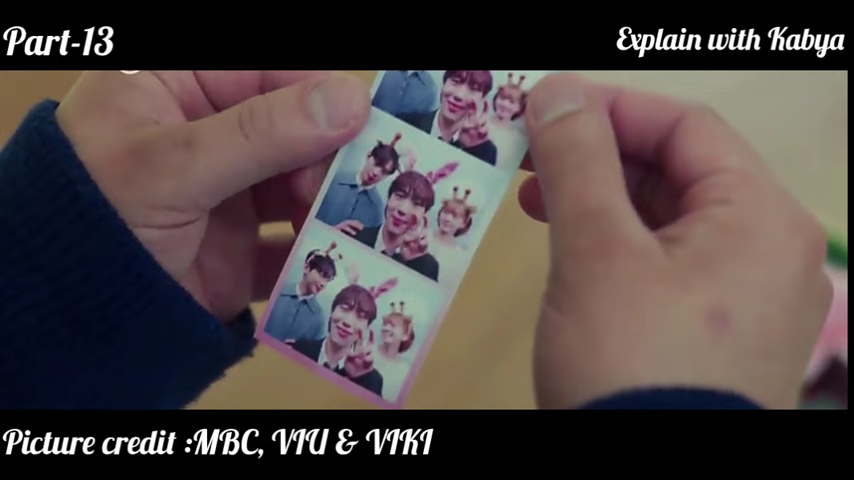 Part-13
Explain with Kabya
Picture credit :MBC, VIU & VIKI